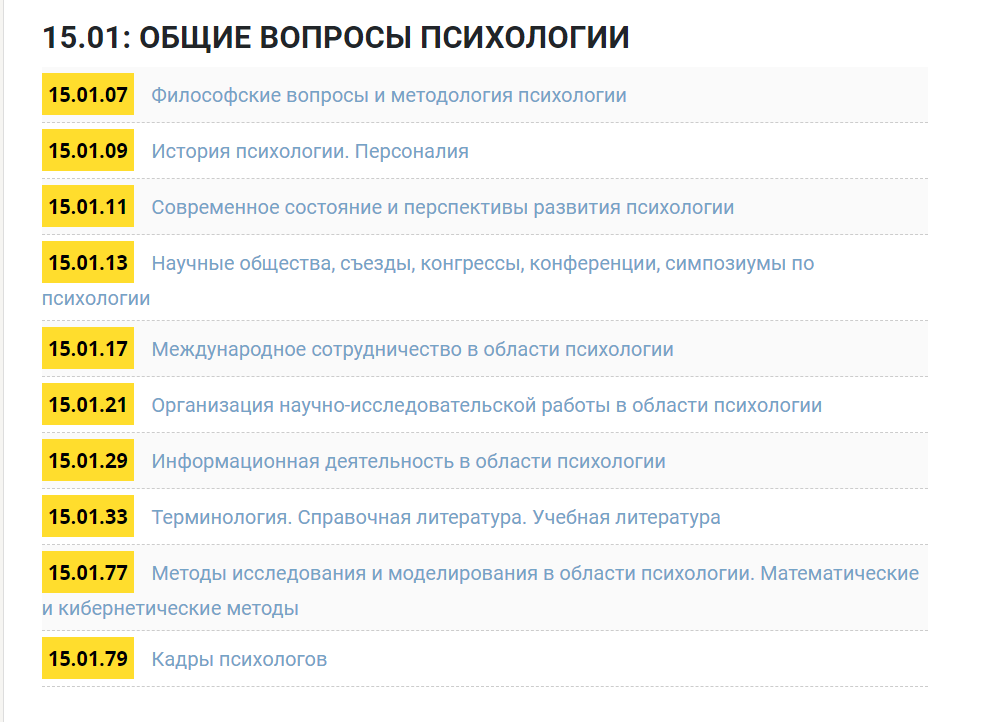 15.01: ОБЩИЕ ВОПРОСЫ ПСИХОЛОГИИ
15.01.07 Философские вопросы и методология психологии
15.01.09 История психологии. Персоналия
15.01.11 Современное состояние и перспективы развития психологии
15.01.13 Научные общества, съезды, конгрессы, конференции, симпозиумы по
психологии
15.01.17 Международное сотрудничество в области психологии
15.01.21 Организация научно-исследовательской работы в области психологии
15.01.29 Информационная деятельность в области психологии
15.01.33 Терминология. Справочная литература. Учебная литература
15.01.77 Методы исследования и моделирования в области психологии. Математические
и кибернетические методы
15.01.79 Кадры психологов